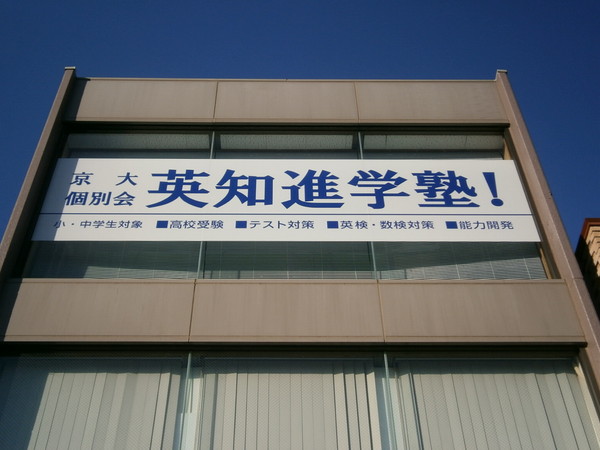 京大
個別会
英知進学塾!
小・中学生対象 ■高校受験 ■テスト対策 ■英検・数検対策 ■能力開発